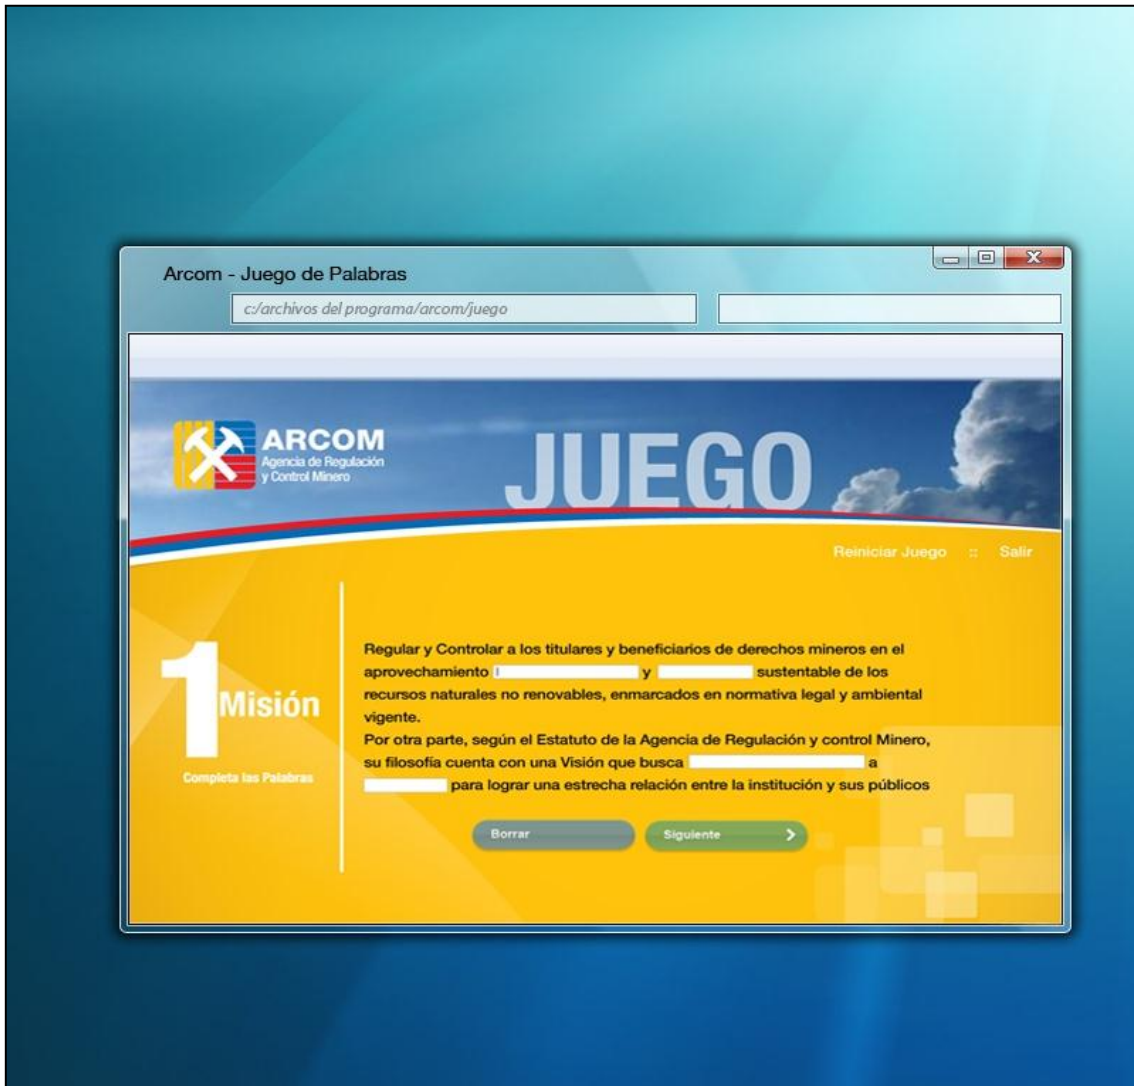 Arcom - Juego de Palabras
c:/archivos del programa/arcom/juego
ARCOM
Agencia de Regulación
y Control Minero
JUEGO
Reiniciar Juego :: Salir
1
Misión
Completa las Palabras
Regular y Controlar a los titulares y beneficiarios de derechos mineros en el
aprovechamiento y sustentable de los
recursos naturales no renovables, enmarcados en normativa legal y ambiental
vigente.
Por otra parte, según el Estatuto de la Agencia de Regulación y control Minero,
su filosofía cuenta con una Visión que busca a
para lograr una estrecha relación entre la institución y sus públicos
Borrar
Siguiente